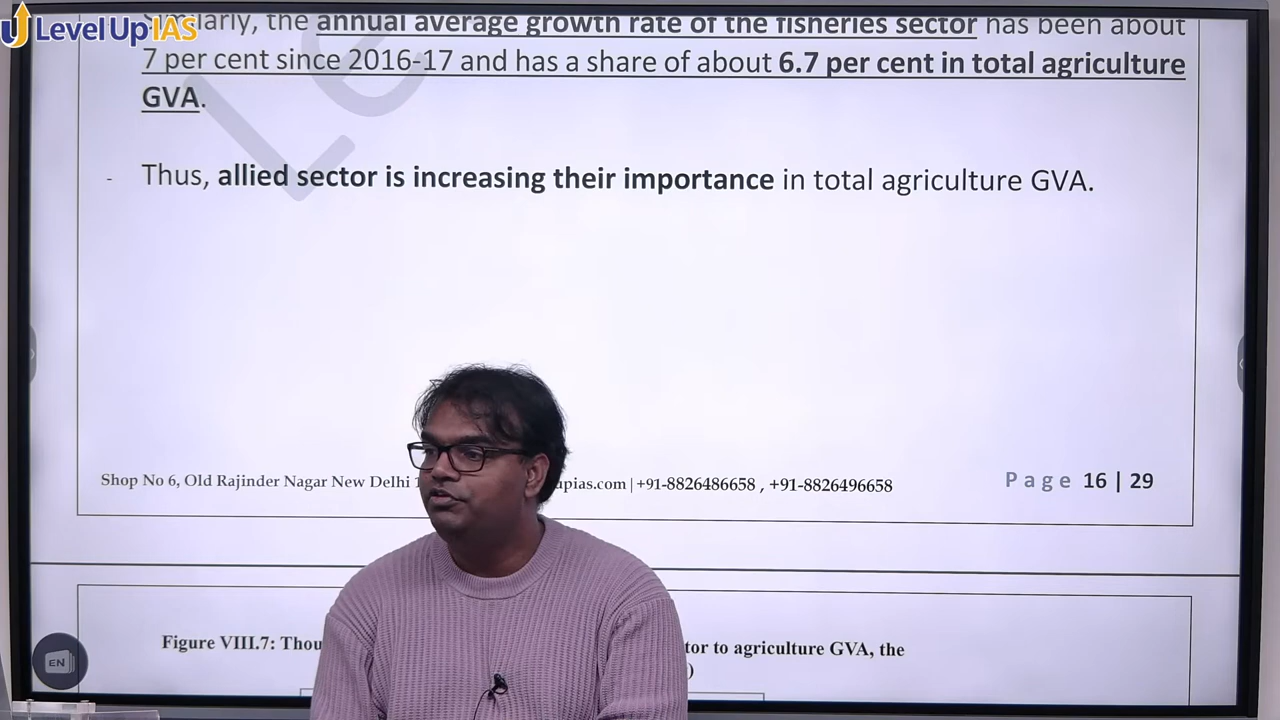 Level Up IAS
the annual average growth rate of the fisheries sector has been about
7 per cent since 2016-17 and has a share of about 6.7 per cent in total agriculture
GVA.
- Thus, allied sector is increasing their importance in total agriculture GVA.
Shop No 6, Old Rajinder Nagar New Delhi upias.com | +91-8826486658 , +91-8826496658
Page 16 | 29
Figure VIII.7: to agriculture GVA, the
EN